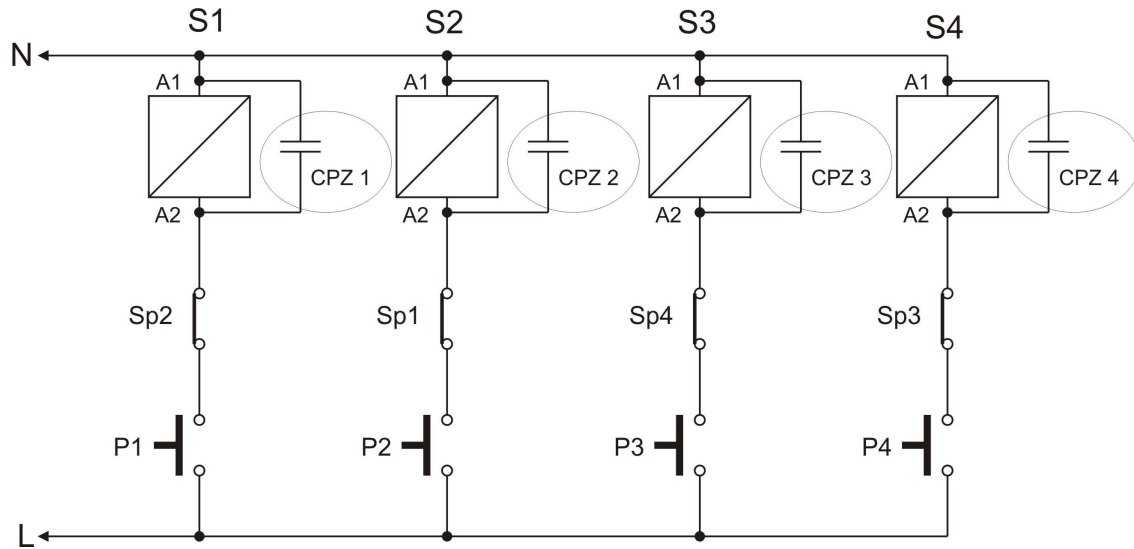 S1 S2 S3 S4
N
A1 A1 A1 A1
CPZ 1 CPZ 2 CPZ 3 CPZ 4
A2 A2 A2 A2
Sp2 Sp1 Sp4 Sp3
P1 P2 P3 P4
L